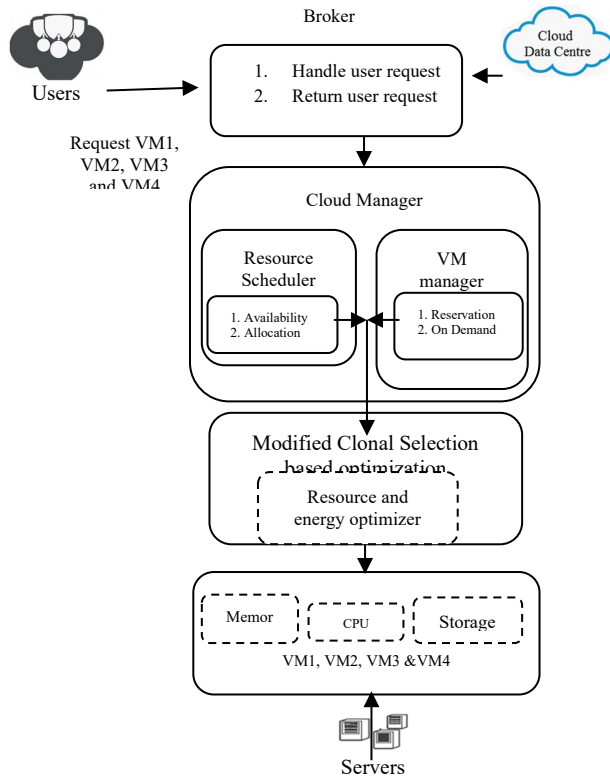 Broker
Cloud
Data Centre
1. Handle user request
2. Return user request
Users
Request VM1,
VM2, VM3
and VM4
Cloud Manager
Resource
Scheduler
1. Availability
2. Allocation
VM
manager
1. Reservation
2. On Demand
Modified Clonal Selection
based optimization
Resource and
energy optimizer
Memor
CPU
Storage
VM1, VM2, VM3 &VM4
Servers